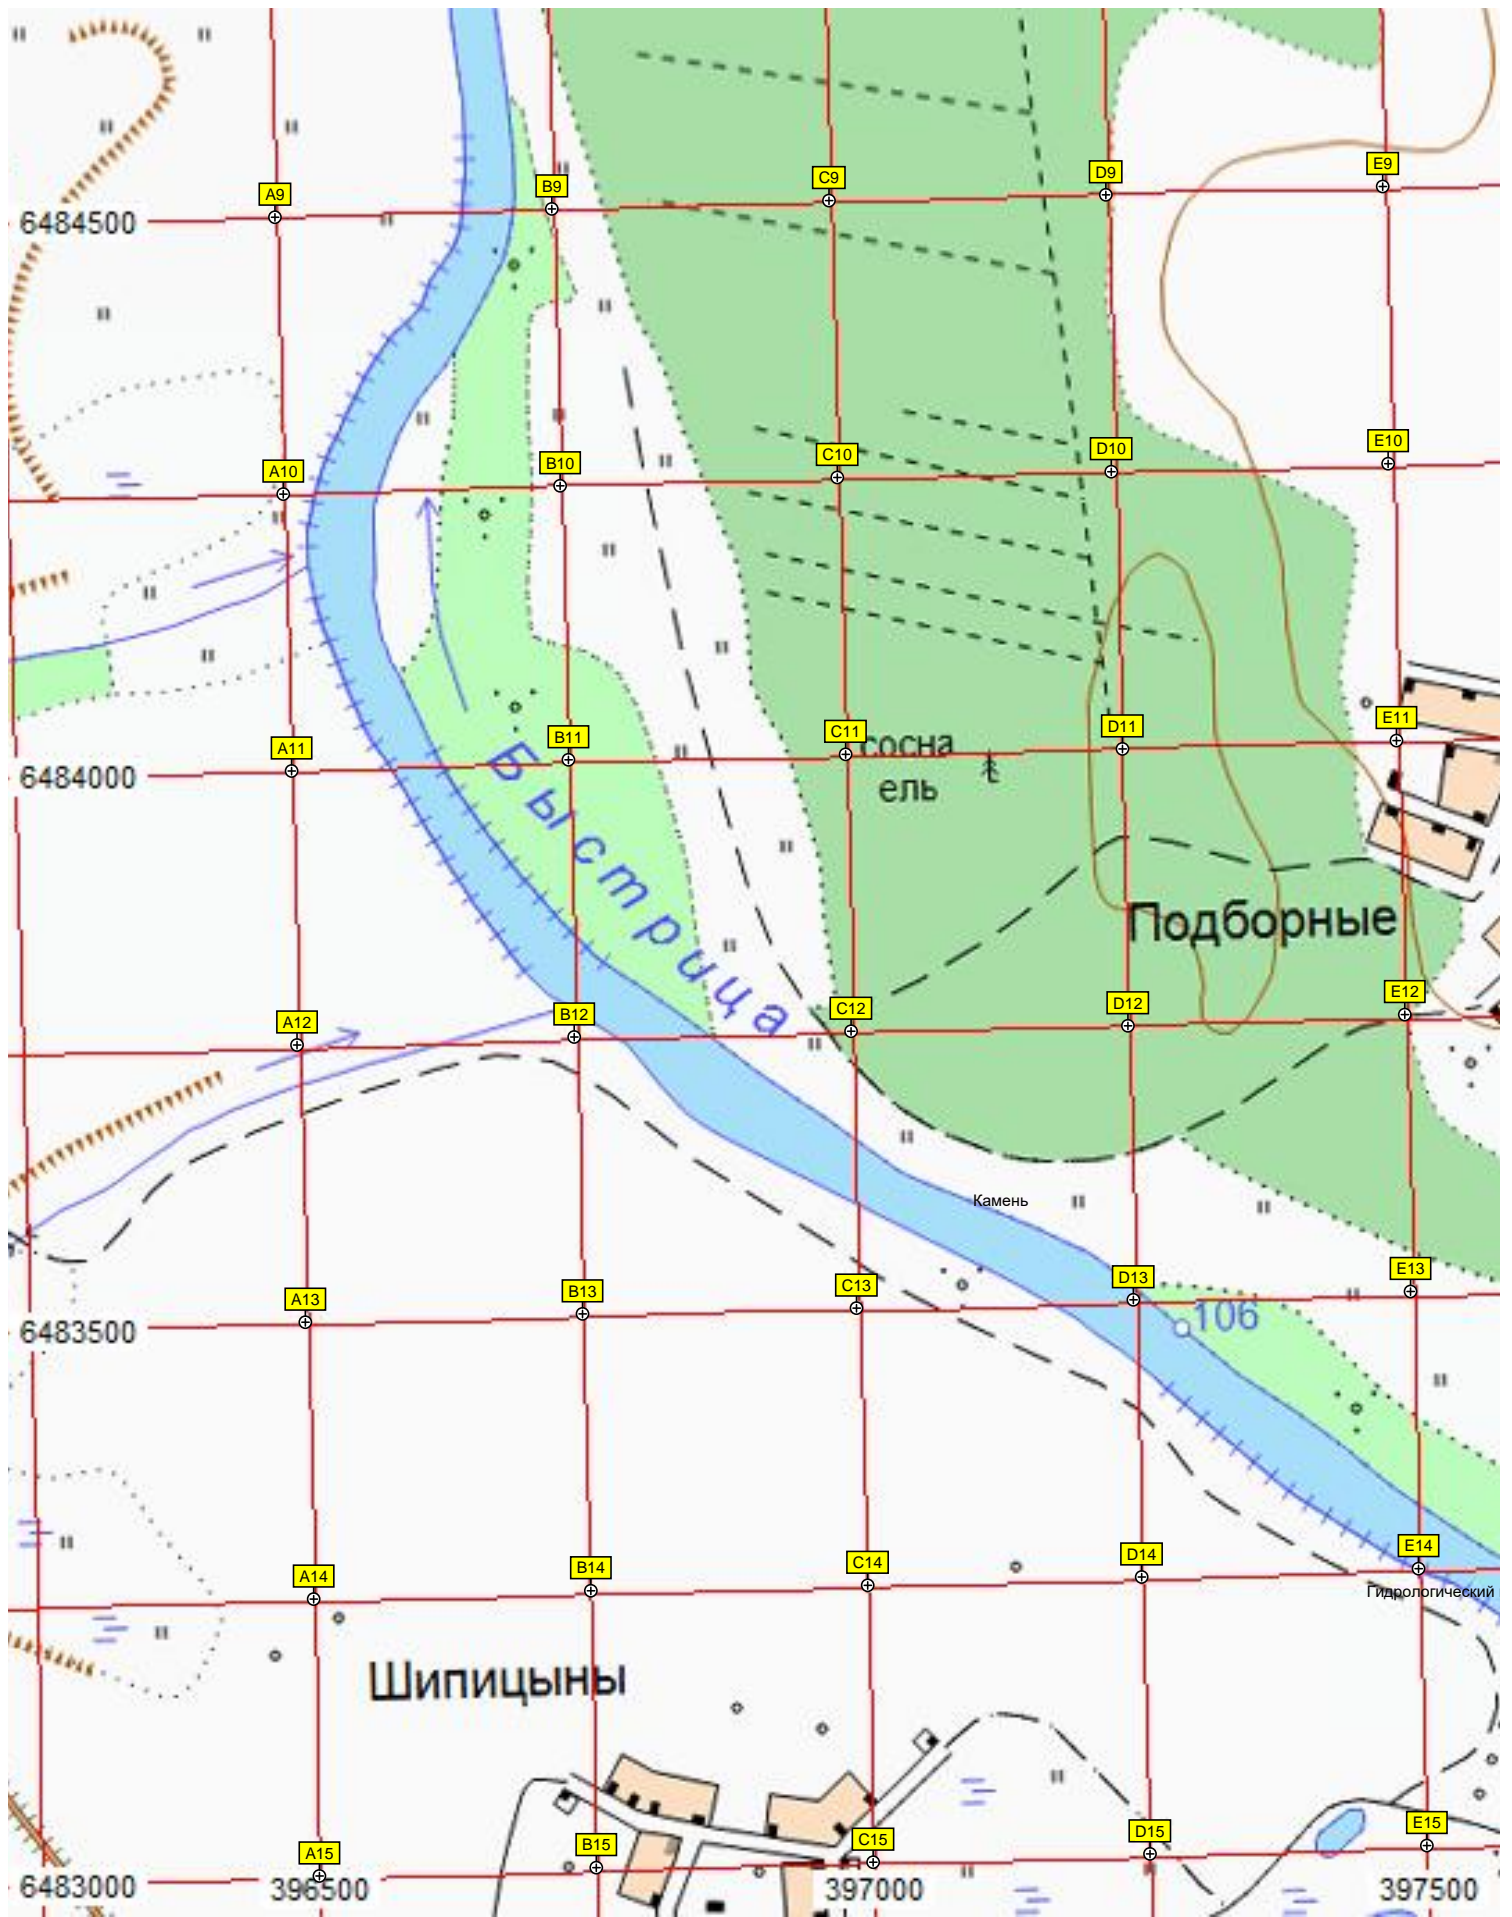 A9
B9
C9
D9
E9
6484500
A10
B10
C10
D10
E10
A11
B11
C11
D11
E11
сосна
ель
6484000
Быстрица
Подборные
A12
B12
C12
D12
E12
Камень
A13
B13
C13
D13
E13
106
6483500
A14
B14
C14
D14
E14
Гидрологический
Шипицыны
A15
B15
C15
D15
E15
6483000
396500
397000
397500